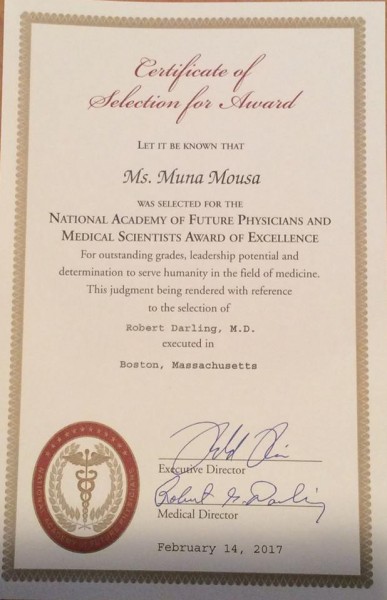 Certificate of
Selection for Award
LET IT BE KNOWN THAT
Ms. Muna Mousa
WAS SELECTED FOR THE
NATIONAL ACADEMY OF FUTURE PHYSICIANS AND
MEDICAL SCIENTISTS AWARD OF EXCELLENCE
For outstanding grades, leadership potential and
determination to serve humanity in the field of medicine.
This judgment being rendered with reference
to the selection of
Robert Darling, M.D.
executed in
Boston, Massachusetts
Executive Director
Robert G. Darling
Medical Director
February 14, 2017